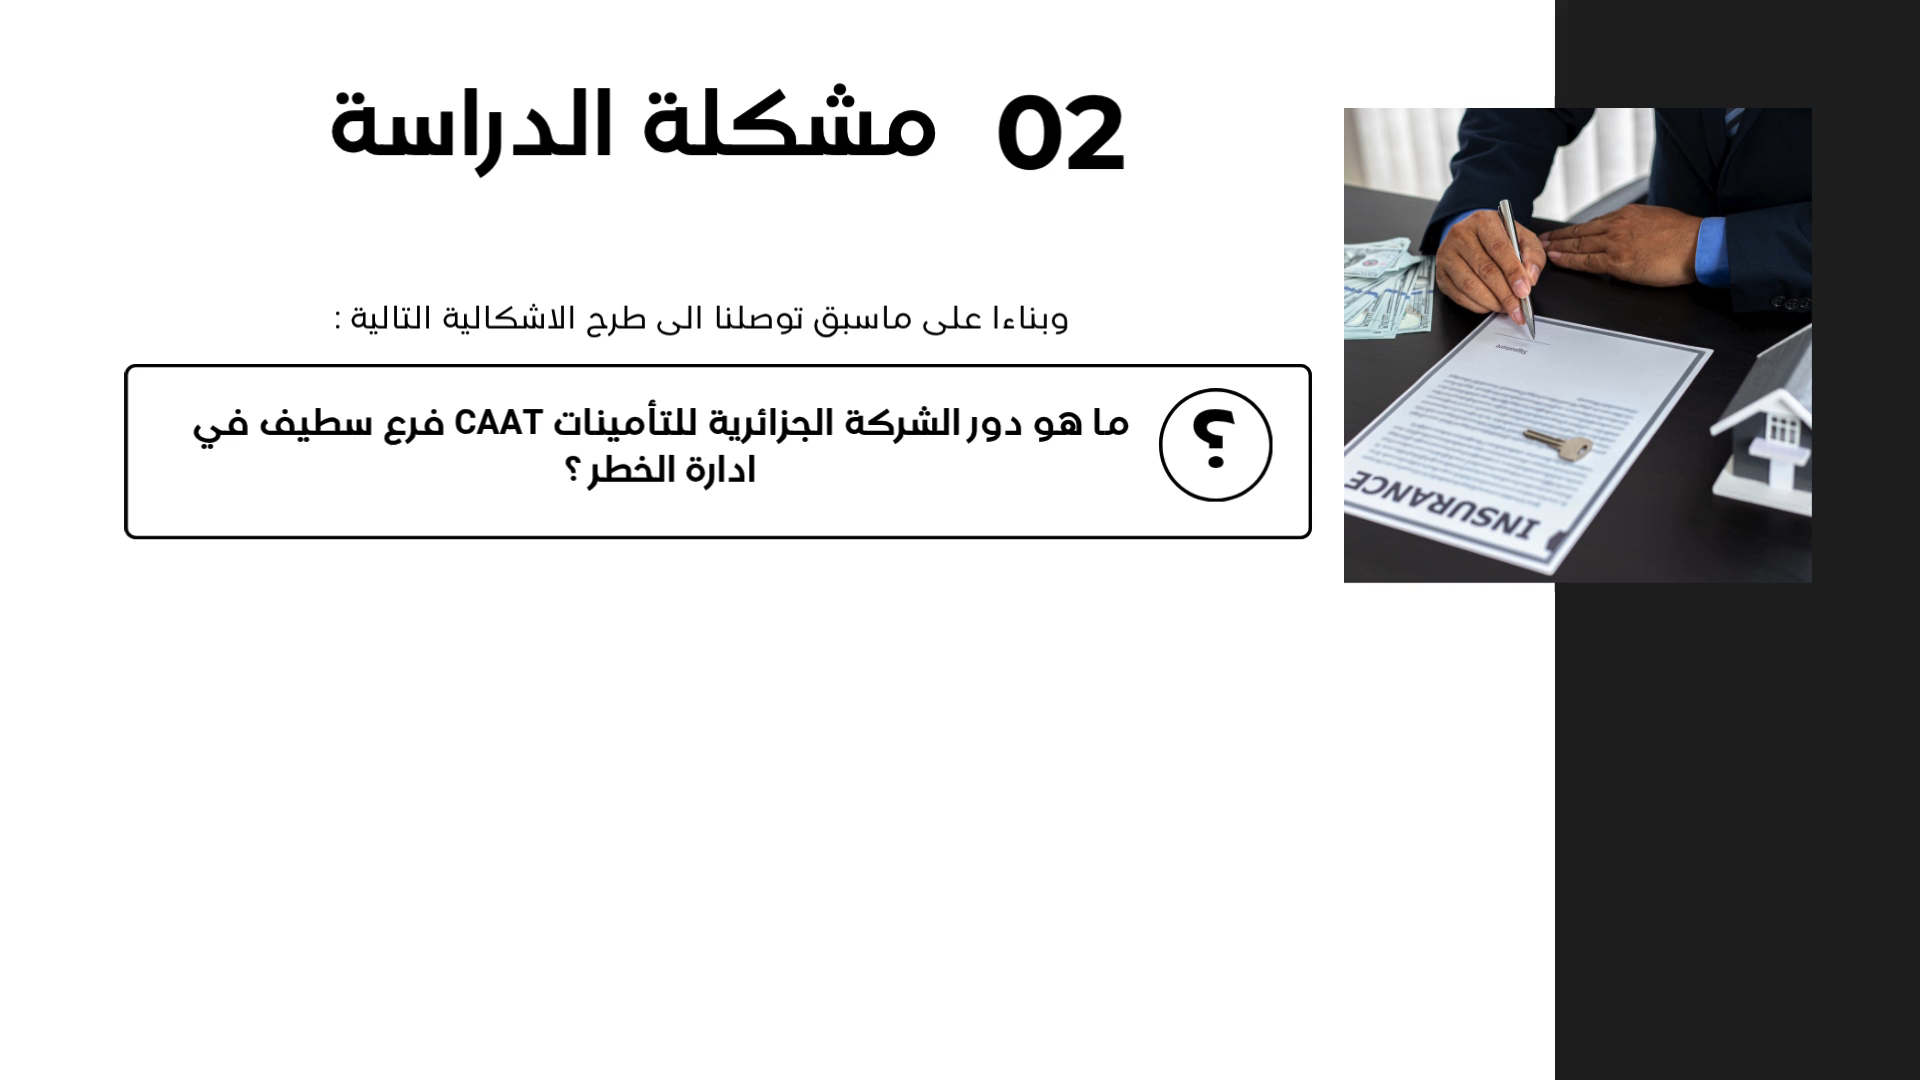 02 مشكلة الدراسة
وبناءا على ماسبق توصلنا الى طرح الاشكالية التالية :
؟
ما هو دور الشركة الجزائرية للتأمينات CAAT فرع سطيف في
ادارة الخطر ؟
Signature
INSURANCE